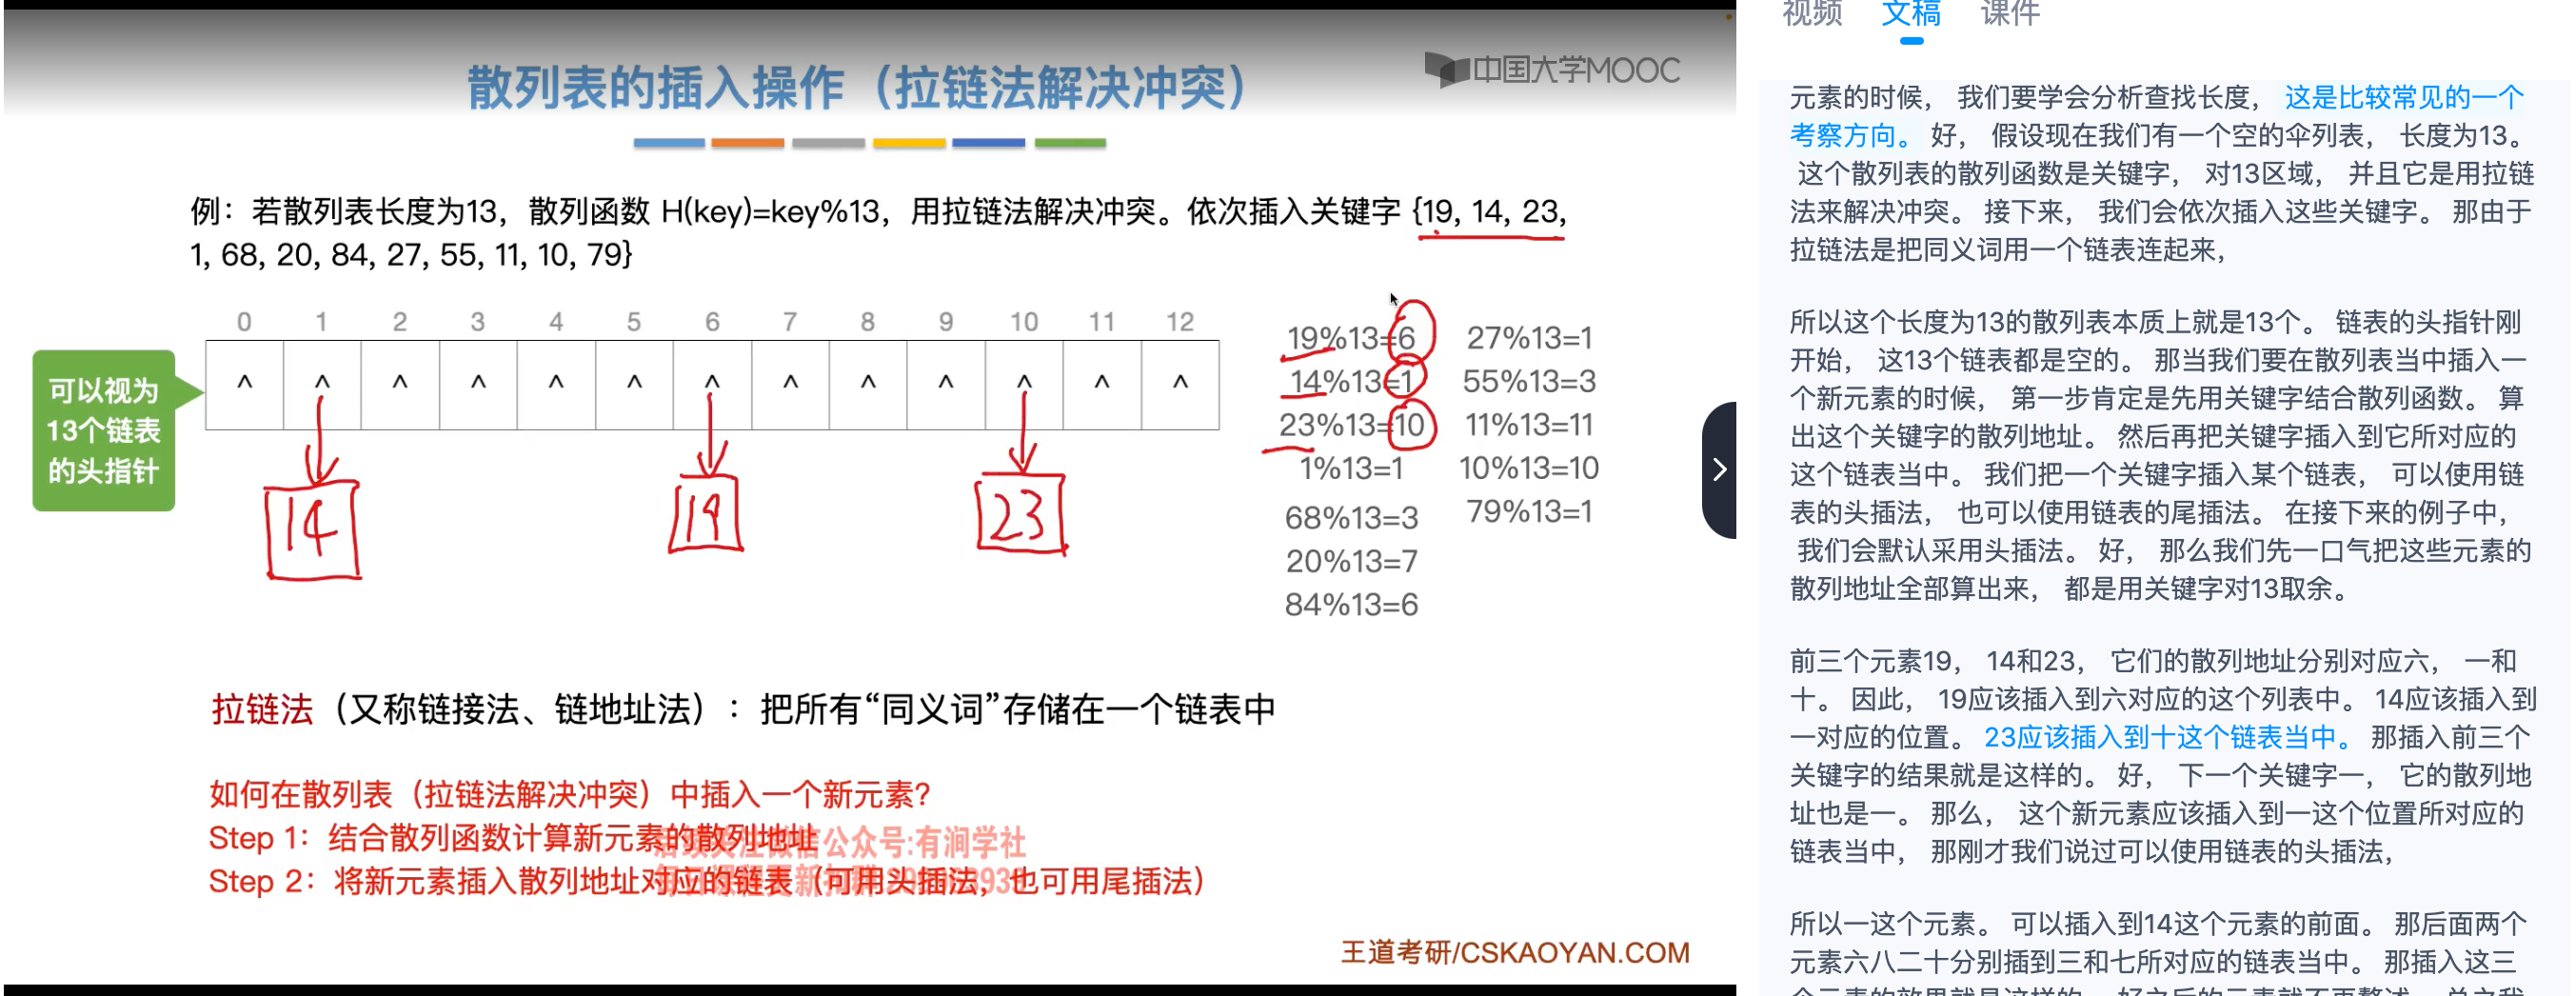 中国大学MOOC
散列表的插入操作（拉链法解决冲突）
例：若散列表长度为13，散列函数 H(key)=key%13，用拉链法解决冲突。依次插入关键字 {19, 14, 23,
1, 68, 20, 84, 27, 55, 11, 10, 79}
0 1 2 3 4 5 6 7 8 9 10 11 12
可以视为
13个链表
的头指针
^ ^ ^ ^ ^ ^ ^ ^ ^ ^ ^ ^ ^
14 19 23
19%13=6 27%13=1
14%13=1 55%13=3
23%13=10 11%13=11
1%13=1 10%13=10
68%13=3 79%13=1
20%13=7
84%13=6
拉链法（又称链接法、链地址法）：把所有“同义词”存储在一个链表中
如何在散列表（拉链法解决冲突）中插入一个新元素?
Step 1：结合散列函数计算新元素的散列地址
Step 2：将新元素插入散列地址对应的链表（可用头插法，也可用尾插法）
公众号:有涧学社
王道考研/CSKAOYAN.COM
视频 文稿 课件
元素的时候， 我们要学会分析查找长度， 这是比较常见的一个
考察方向。 好， 假设现在我们有一个空的伞列表， 长度为13。
这个散列表的散列函数是关键字， 对13区域， 并且它是用拉链
法来解决冲突。 接下来， 我们会依次插入这些关键字。 那由于
拉链法是把同义词用一个链表连起来，
所以这个长度为13的散列表本质上就是13个。 链表的头指针刚
开始， 这13个链表都是空的。 那当我们要在散列表当中插入一
个新元素的时候， 第一步肯定是先用关键字结合散列函数。 算
出这个关键字的散列地址。 然后再把关键字插入到它所对应的
这个链表当中。 我们把一个关键字插入某个链表， 可以使用链
表的头插法， 也可以使用链表的尾插法。 在接下来的例子中，
我们会默认采用头插法。 好， 那么我们先一口气把这些元素的
散列地址全部算出来， 都是用关键字对13取余。
前三个元素19， 14和23， 它们的散列地址分别对应六， 一和
十。 因此， 19应该插入到六对应的这个列表中。 14应该插入到
一对应的位置。 23应该插入到十这个链表当中。 那插入前三个
关键字的结果就是这样的。 好， 下一个关键字一， 它的散列地
址也是一。 那么， 这个新元素应该插入到一这个位置所对应的
链表当中， 那刚才我们说过可以使用链表的头插法，
所以一这个元素。 可以插入到14这个元素的前面。 那后面两个
元素六八二十分别插到三和七所对应的链表当中。 那插入这三